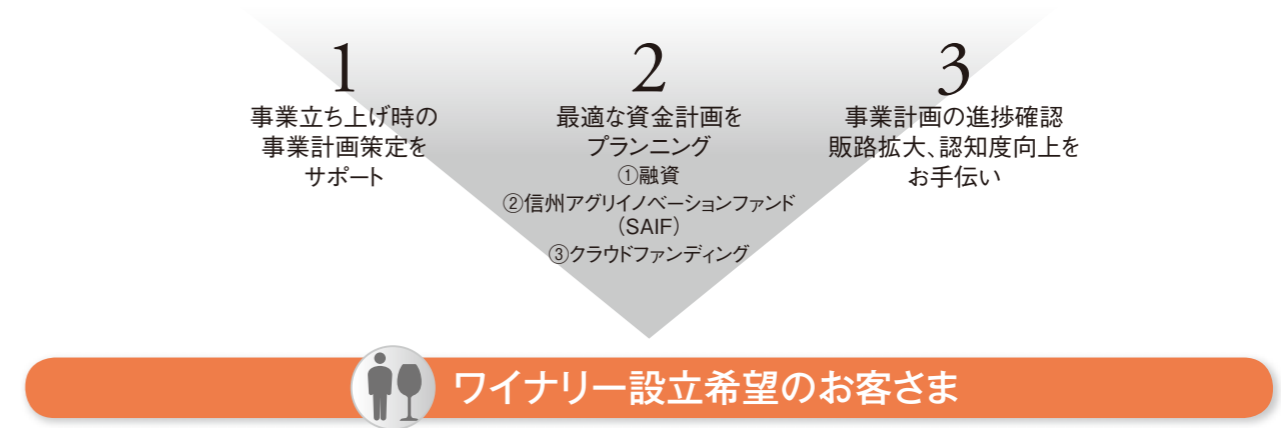 1
事業立ち上げ時の
事業計画策定を
サポート
2
最適な資金計画を
プランニング
①融資
②信州アグリイノベーションファンド
（SAIF）
③クラウドファンディング
3
事業計画の進捗確認
販路拡大、認知度向上を
お手伝い
ワイナリー設立希望のお客さま